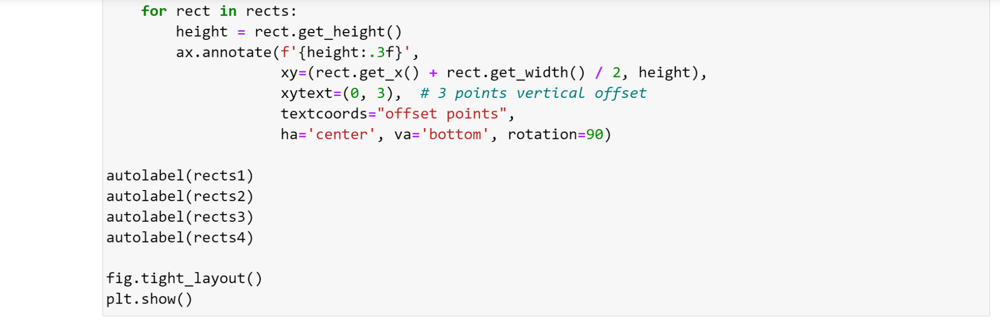 for rect in rects:
height = rect.get_height()
ax.annotate(f'{height:.3f}',
xy=(rect.get_x() + rect.get_width() / 2, height),
xytext=(0, 3),  # 3 points vertical offset
textcoords="offset points",
ha='center', va='bottom', rotation=90)
autolabel(rects1)
autolabel(rects2)
autolabel(rects3)
autolabel(rects4)
fig.tight_layout()
plt.show()